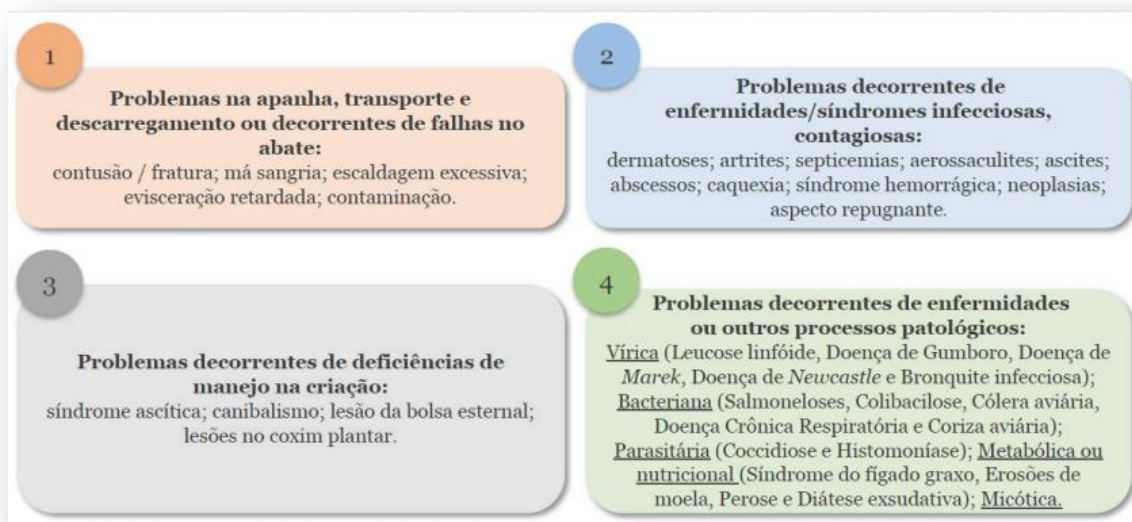 1
Problemas na apanha, transporte e
descarregamento ou decorrentes de falhas no
abate:
contusão / fratura; má sangria; escaldagem excessiva;
evisceração retardada; contaminação.
2
Problemas decorrentes de
enfermidades/síndromes infecciosas,
contagiosas:
dermatoses; artrites; septicemias; aerossaculites; ascites;
abscessos; caquexia; síndrome hemorrágica; neoplasias;
aspecto repugnante.
3
Problemas decorrentes de deficiências de
manejo na criação:
síndrome ascítica; canibalismo; lesão da bolsa esternal;
lesões no coxim plantar.
4
Problemas decorrentes de enfermidades
ou outros processos patológicos:
Vírica (Leucose linfóide, Doença de Gumboro, Doença de
Marek, Doença de Newcastle e Bronquite infecciosa);
Bacteriana (Salmoneloses, Colibacilose, Cólera aviária,
Doença Crônica Respiratória e Coriza aviária);
Parasitária (Coccidiose e Histomoníase); Metabólica ou
nutricional (Síndrome do fígado graxo, Erosões de
moela, Perose e Diátese exsudativa); Micótica.